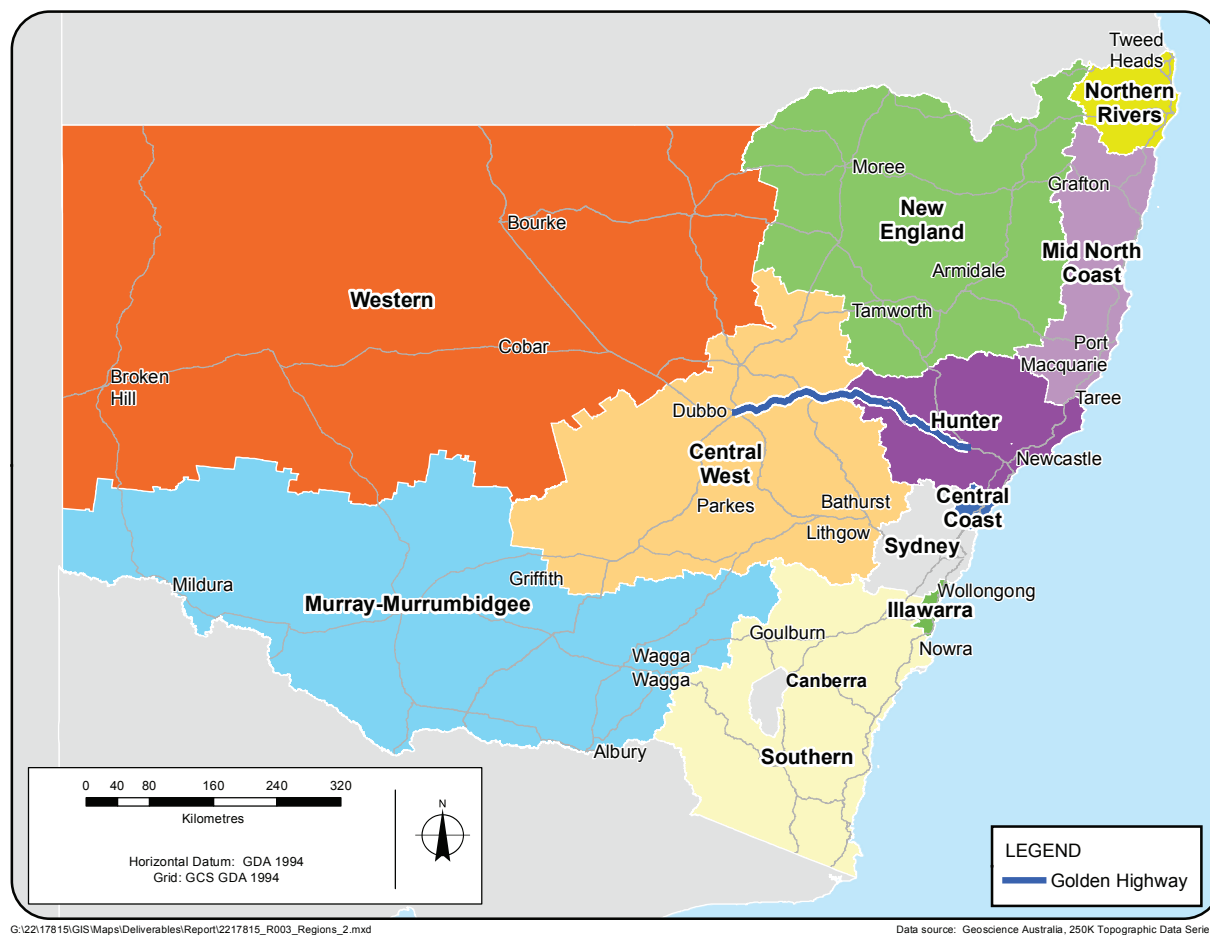 Tweed
Heads
Northern
Rivers
Moree
Grafton
New
England
Bourke
Mid North
Coast
Armidale
Western
Tamworth
Cobar
Port
Macquarie
Broken
Hill
Taree
Dubbo
Hunter
Central
West
Newcastle
Central
Coast
Parkes
Bathurst
Lithgow
Sydney
Griffith
Mildura
Murray-Murrumbidgee
Wollongong
Illawarra
Goulburn
Nowra
Wagga
Wagga
Canberra
Albury
Southern
0 40 80 160 240 320
Kilometres
N
Horizontal Datum: GDA 1994
Grid: GCS GDA 1994
LEGEND
Golden Highway
G:\22\17815\GIS\Maps\Deliverables\Report\2217815_R003_Regions_2.mxd
Data source: Geoscience Australia, 250K Topographic Data Serie